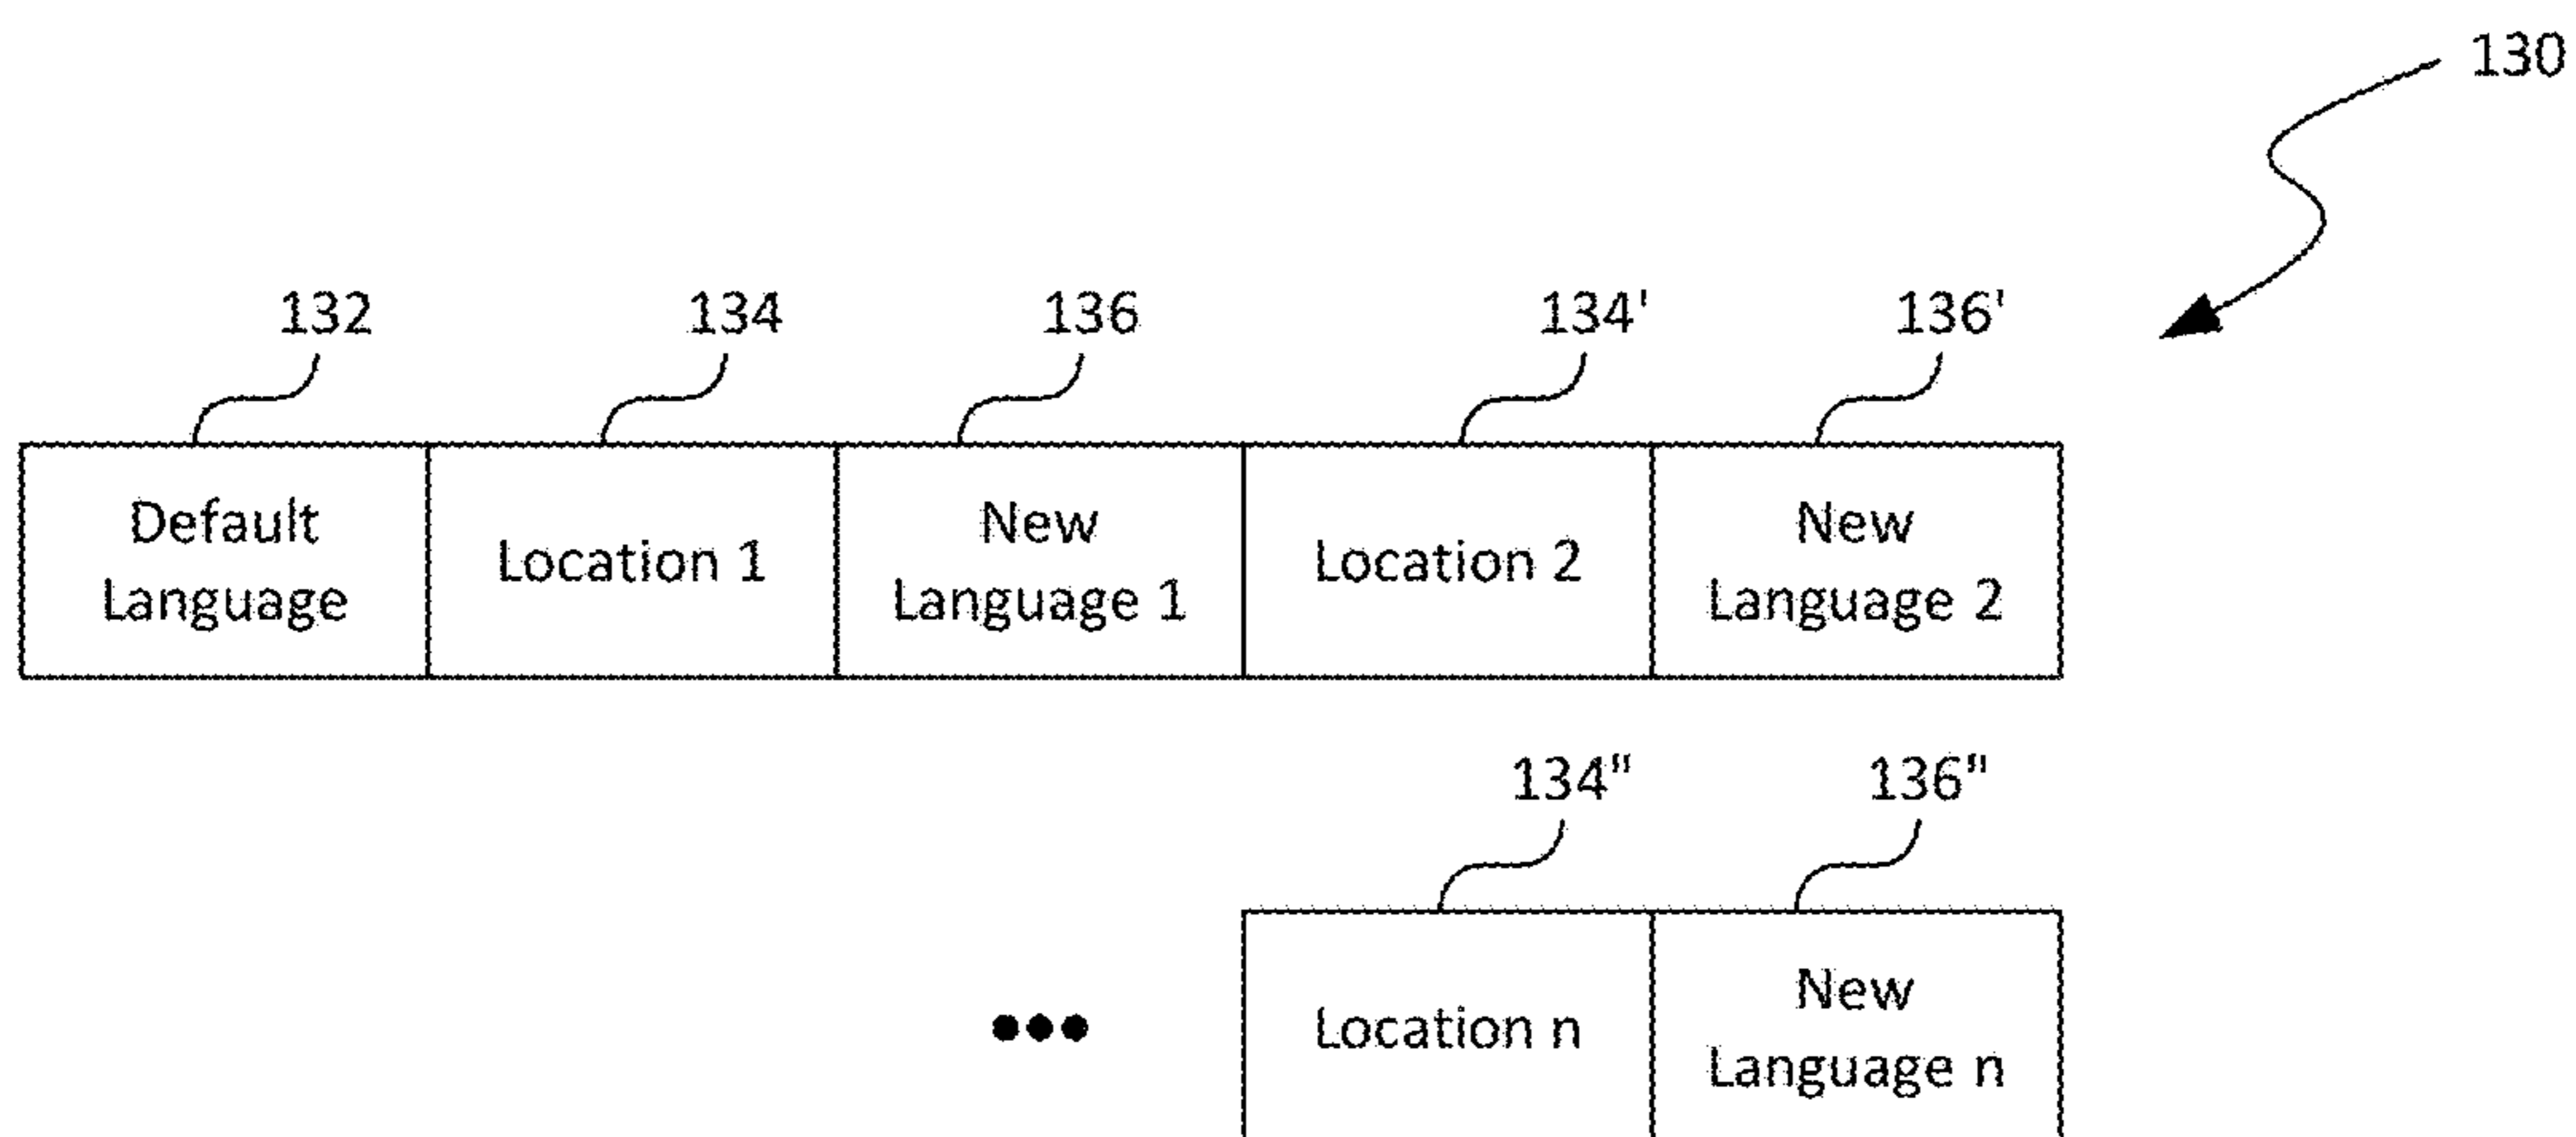 130
132
134
136
134'
136'
Default
Language
Location 1
New
Language 1
Location 2
New
Language 2
134"
136"
Location n
New
Language n